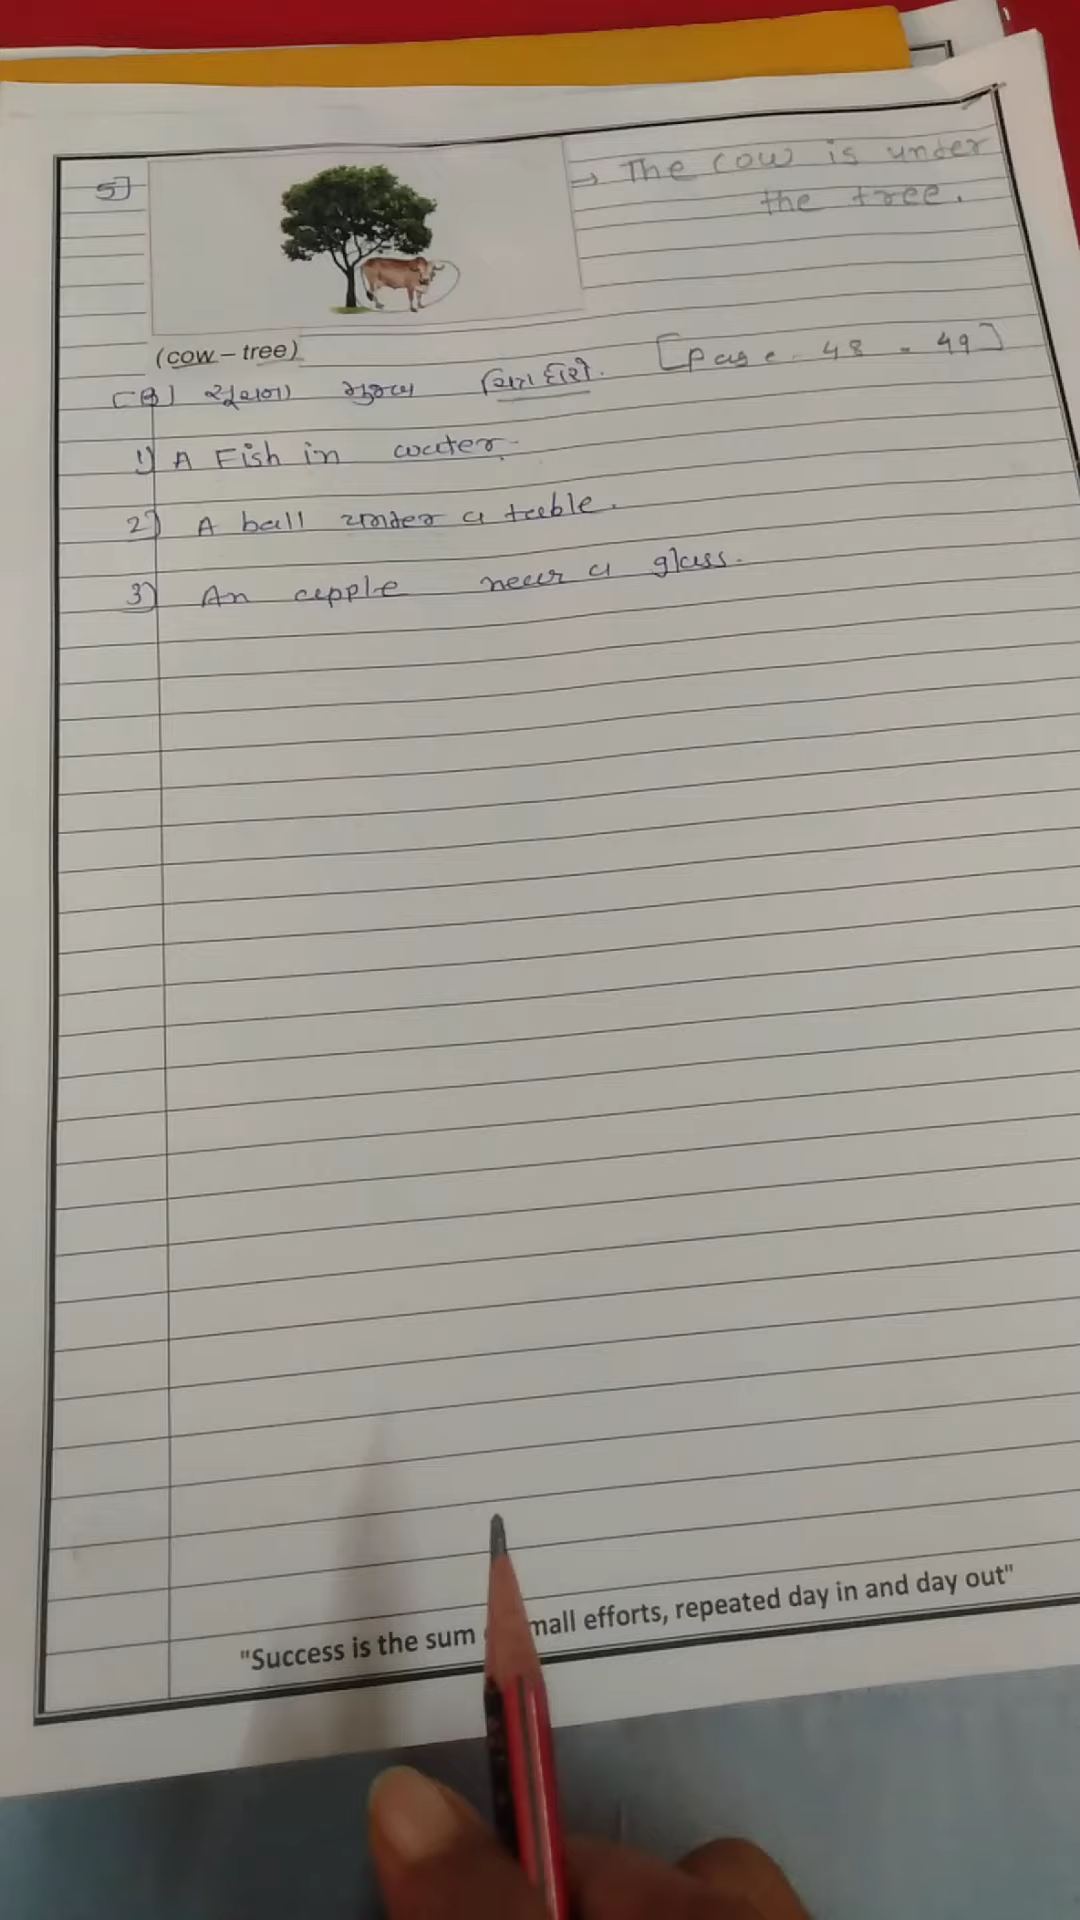 5]
→ The cow is under
the tree.
(cow – tree)
[Page - 48 - 49]
(B) સૂચના મુજબ ચિત્ર દોરો.
1) A Fish in water.
2) A ball under a table.
3) An apple near a glass.
"Success is the sum mall efforts, repeated day in and day out"